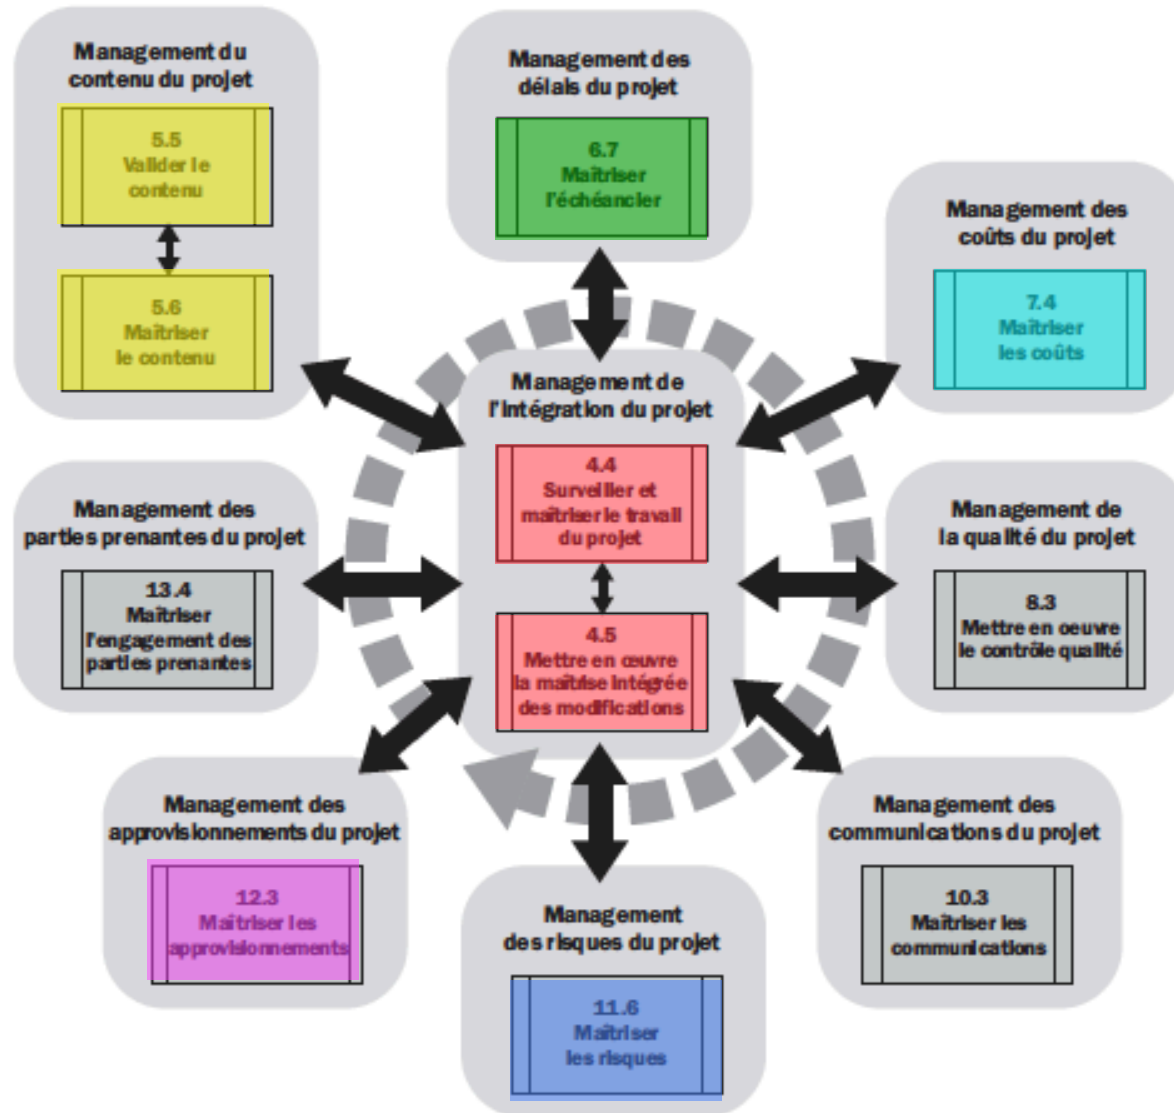 Management du
contenu du projet
5.5
Valider le
contenu
5.6
Maîtriser
le contenu
Management des
délais du projet
6.7
Maîtriser
l'échéancier
Management des
coûts du projet
7.4
Maîtriser
les coûts
Management de
l'intégration du projet
4.4
Surveiller et
maîtriser le travail
du projet
4.5
Mettre en œuvre
la maîtrise intégrée
des modifications
Management des
parties prenantes du projet
13.4
Maîtriser
l'engagement des
parties prenantes
Management de
la qualité du projet
8.3
Mettre en oeuvre
le contrôle qualité
Management des
approvisionnements du projet
12.3
Maîtriser les
approvisionnements
Management
des risques du projet
11.6
Maîtriser
les risques
Management des
communications du projet
10.3
Maîtriser les
communications